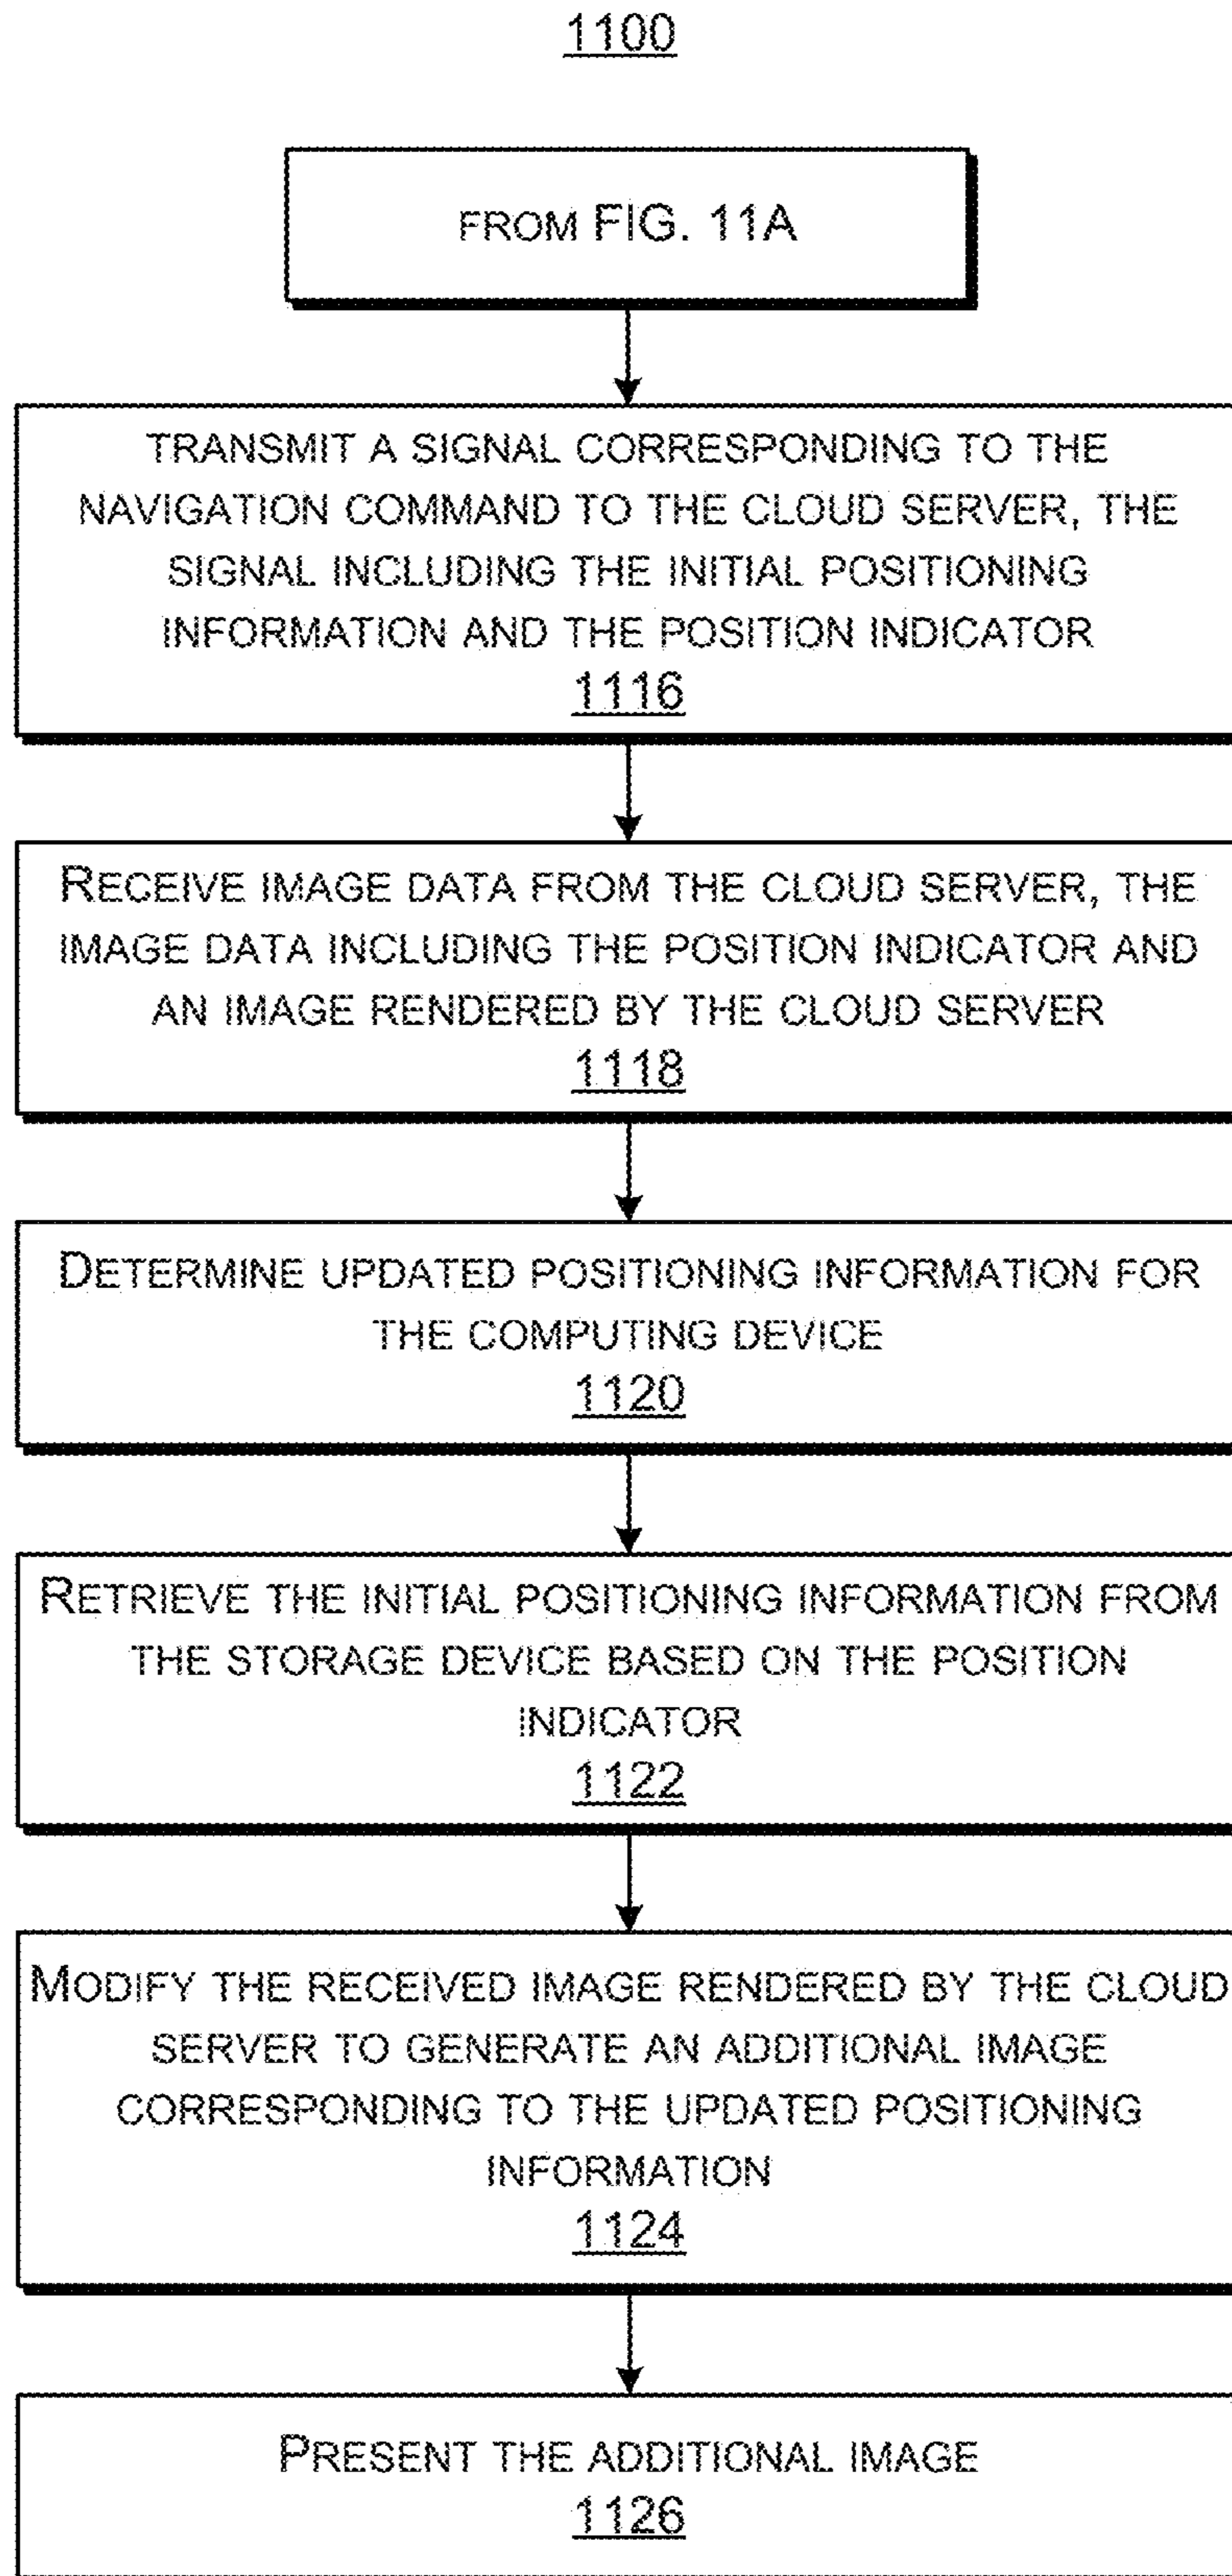 1100
FROM FIG. 11A
TRANSMIT A SIGNAL CORRESPONDING TO THE
NAVIGATION COMMAND TO THE CLOUD SERVER, THE
SIGNAL INCLUDING THE INITIAL POSITIONING
INFORMATION AND THE POSITION INDICATOR
1116
RECEIVE IMAGE DATA FROM THE CLOUD SERVER, THE
IMAGE DATA INCLUDING THE POSITION INDICATOR AND
AN IMAGE RENDERED BY THE CLOUD SERVER
1118
DETERMINE UPDATED POSITIONING INFORMATION FOR
THE COMPUTING DEVICE
1120
RETRIEVE THE INITIAL POSITIONING INFORMATION FROM
THE STORAGE DEVICE BASED ON THE POSITION
INDICATOR
1122
MODIFY THE RECEIVED IMAGE RENDERED BY THE CLOUD
SERVER TO GENERATE AN ADDITIONAL IMAGE
CORRESPONDING TO THE UPDATED POSITIONING
INFORMATION
1124
PRESENT THE ADDITIONAL IMAGE
1126